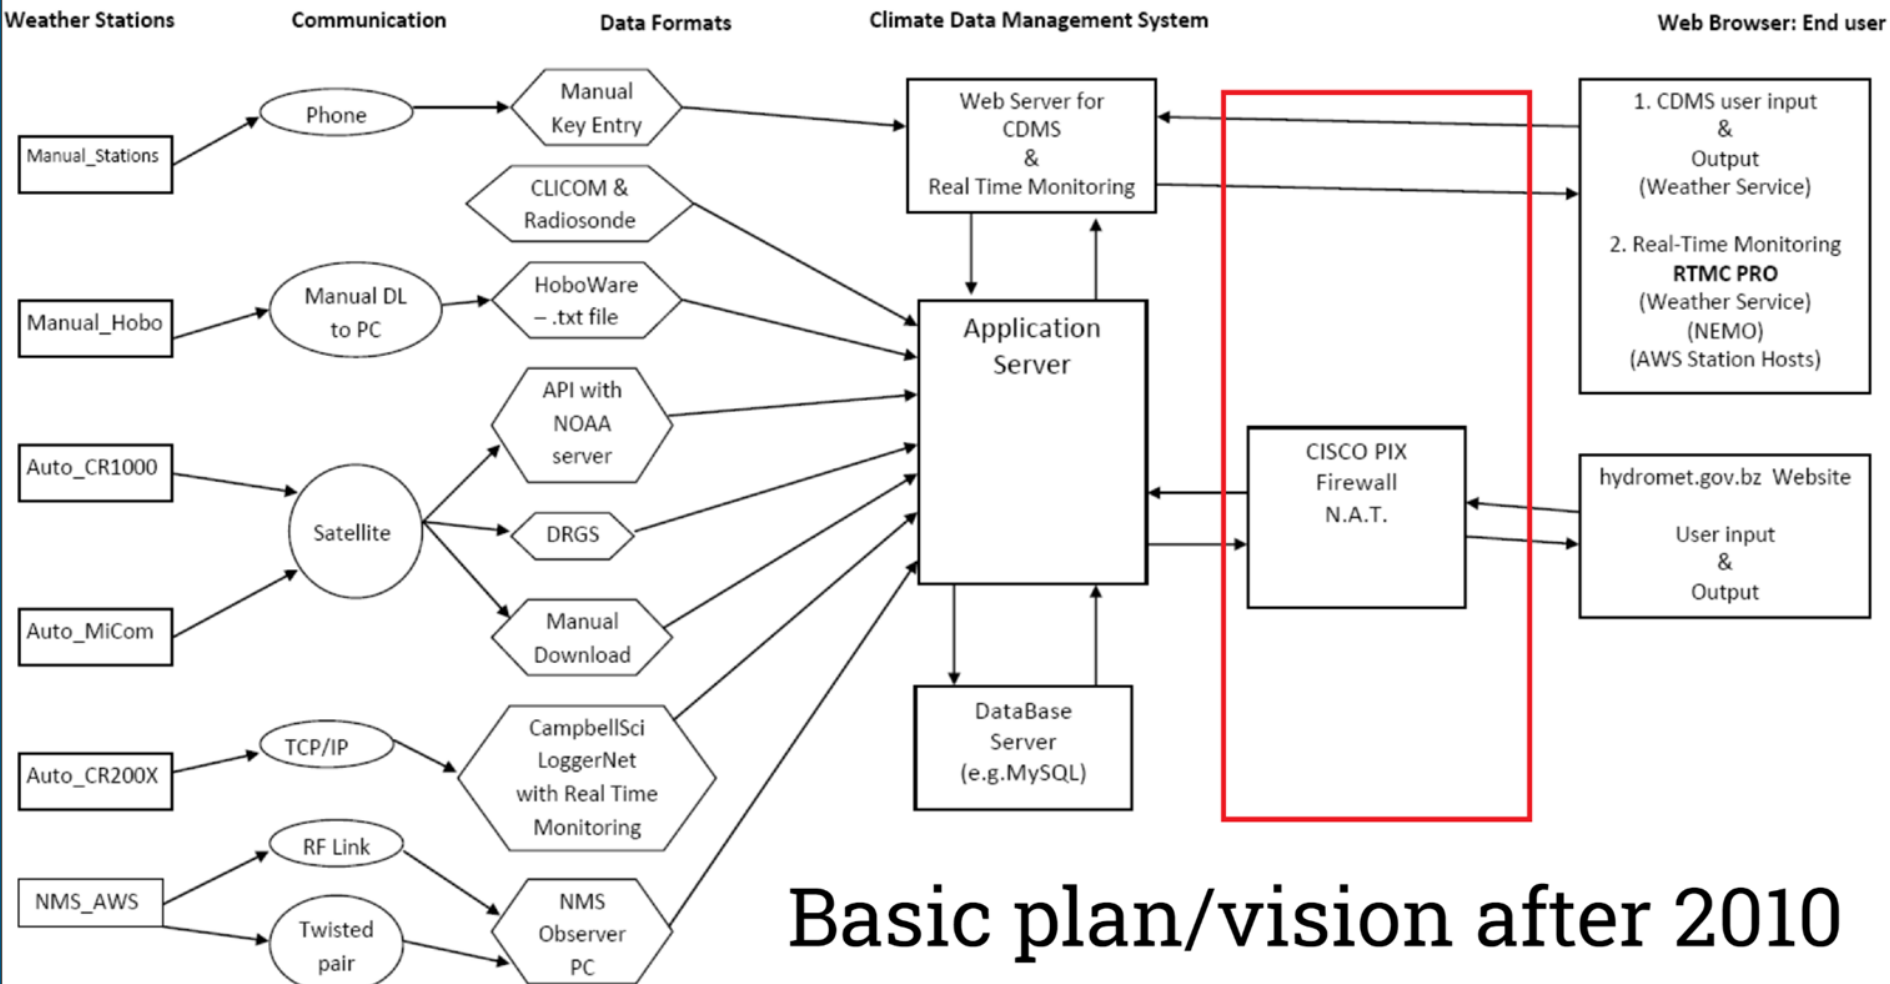 Weather Stations
Communication
Data Formats
Climate Data Management System
Web Browser: End user
Manual_Stations
Manual_Hobo
Auto_CR1000
Auto_MiCom
Auto_CR200X
NMS_AWS
Phone
Manual DL
to PC
Satellite
TCP/IP
RF Link
Twisted
pair
Manual
Key Entry
CLICOM &
Radiosonde
HoboWare
– .txt file
API with
NOAA
server
DRGS
Manual
Download
CampbellSci
LoggerNet
with Real Time
Monitoring
NMS
Observer
PC
Web Server for
CDMS
&
Real Time Monitoring
Application
Server
DataBase
Server
(e.g.MySQL)
CISCO PIX
Firewall
N.A.T.
1. CDMS user input
&
Output
(Weather Service)
2. Real-Time Monitoring
RTMC PRO
(Weather Service)
(NEMO)
(AWS Station Hosts)
hydromet.gov.bz Website
User input
&
Output
Basic plan/vision after 2010